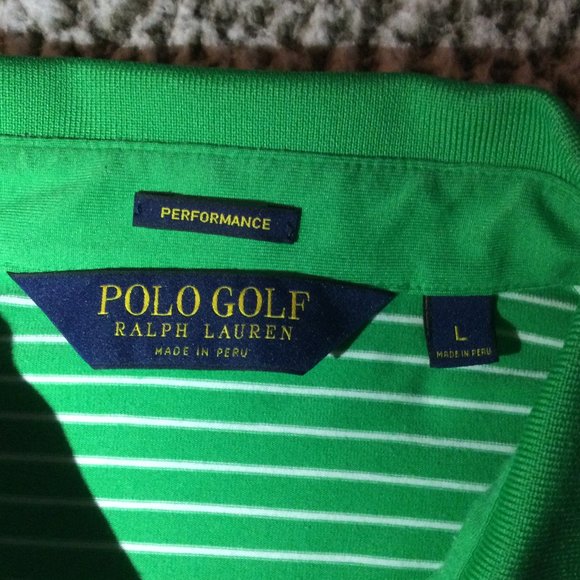 PERFORMANCE
POLO GOLF
RALPH LAUREN
MADE IN PERU
L
MADE IN PERU